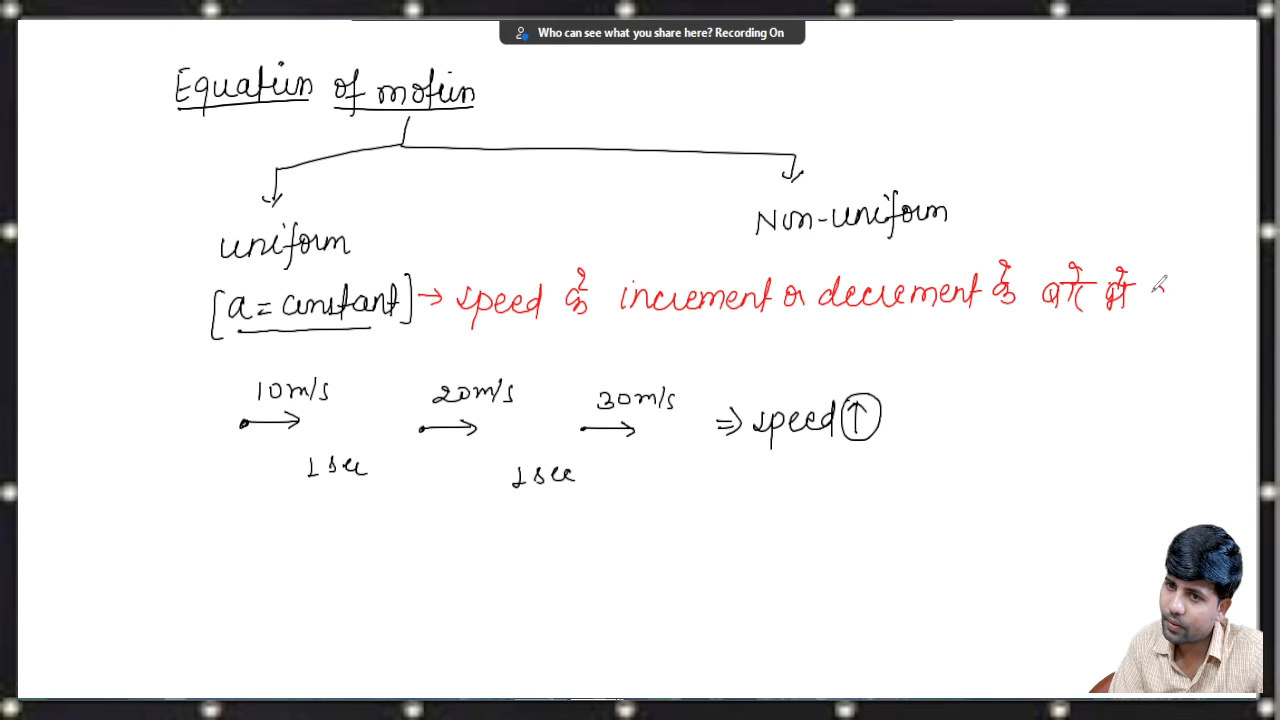 Who can see what you share here? Recording On
Equation of motion
uniform
Non-uniform
[a = constant] → speed increment or decrement
10m/s 20m/s 30m/s ⇒ speed ↑
1 sec 1 sec